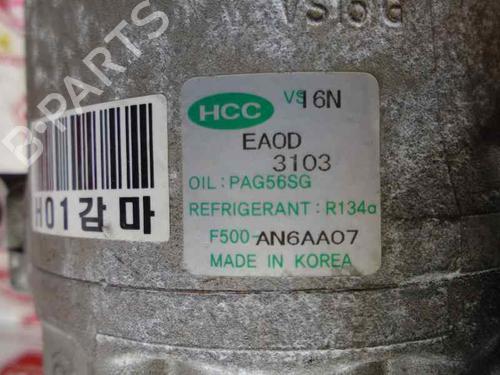 VS16G
HCC VS16N
EA0D
3103
OIL: PAG56SG
REFRIGERANT: R134a
F500-AN6AA07
MADE IN KOREA
H01감마
B-PARTS